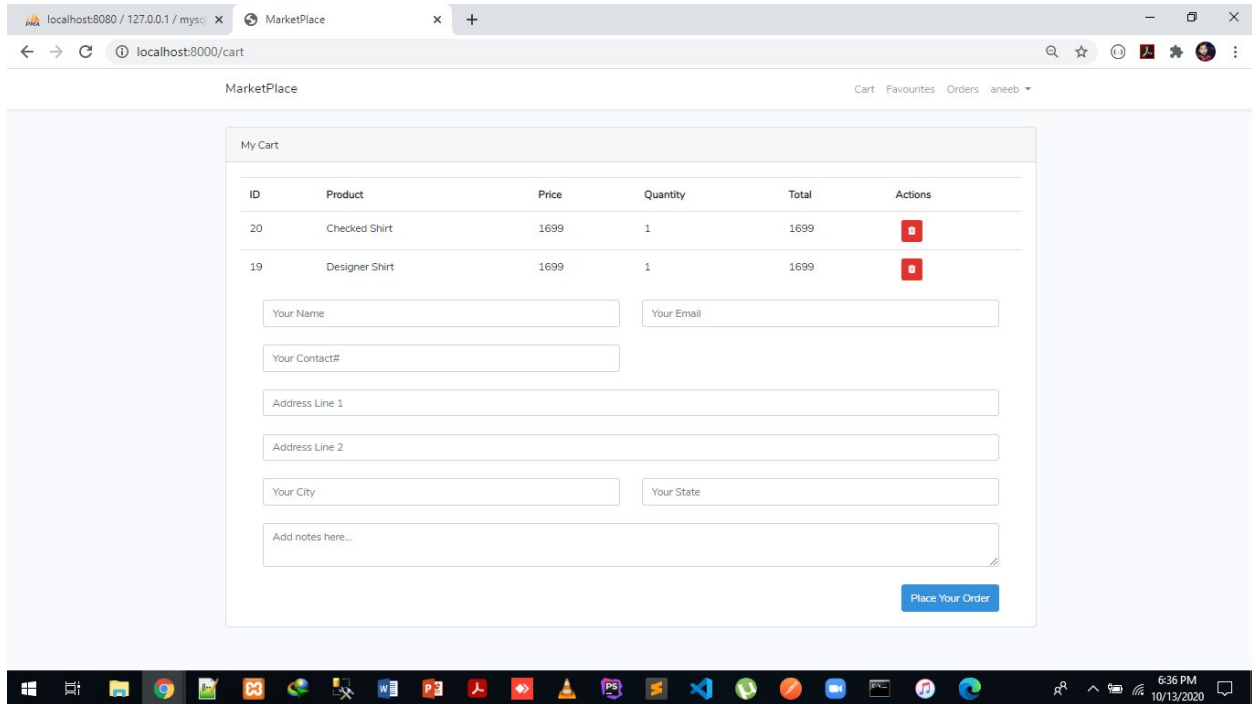 localhost:8080 / 127.0.0.1 / mysq
MarketPlace
localhost:8000/cart
MarketPlace
Cart Favourites Orders aneeb
My Cart
ID Product Price Quantity Total Actions
20 Checked Shirt 1699 1 1699
19 Designer Shirt 1699 1 1699
Your Name Your Email
Your Contact#
Address Line 1
Address Line 2
Your City Your State
Add notes here...
Place Your Order
6:36 PM
10/13/2020